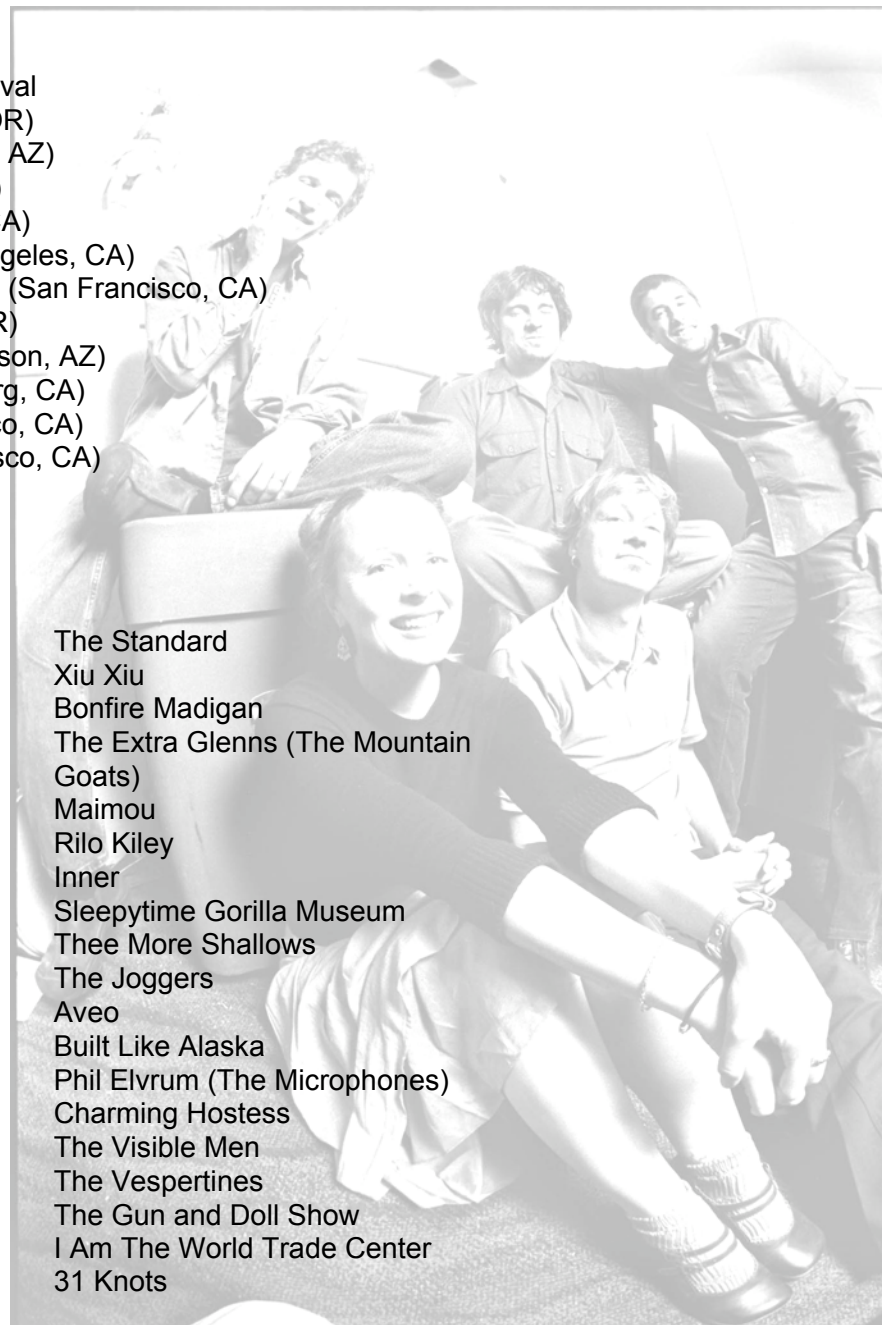 val
OR)
AZ)
)
CA)
geles, CA)
(San Francisco, CA)
R)
son, AZ)
rg, CA)
co, CA)
sco, CA)
The Standard
Xiu Xiu
Bonfire Madigan
The Extra Glenns (The Mountain
Goats)
Maimou
Rilo Kiley
Inner
Sleepytime Gorilla Museum
Thee More Shallows
The Joggers
Aveo
Built Like Alaska
Phil Elvrum (The Microphones)
Charming Hostess
The Visible Men
The Vespertines
The Gun and Doll Show
I Am The World Trade Center
31 Knots